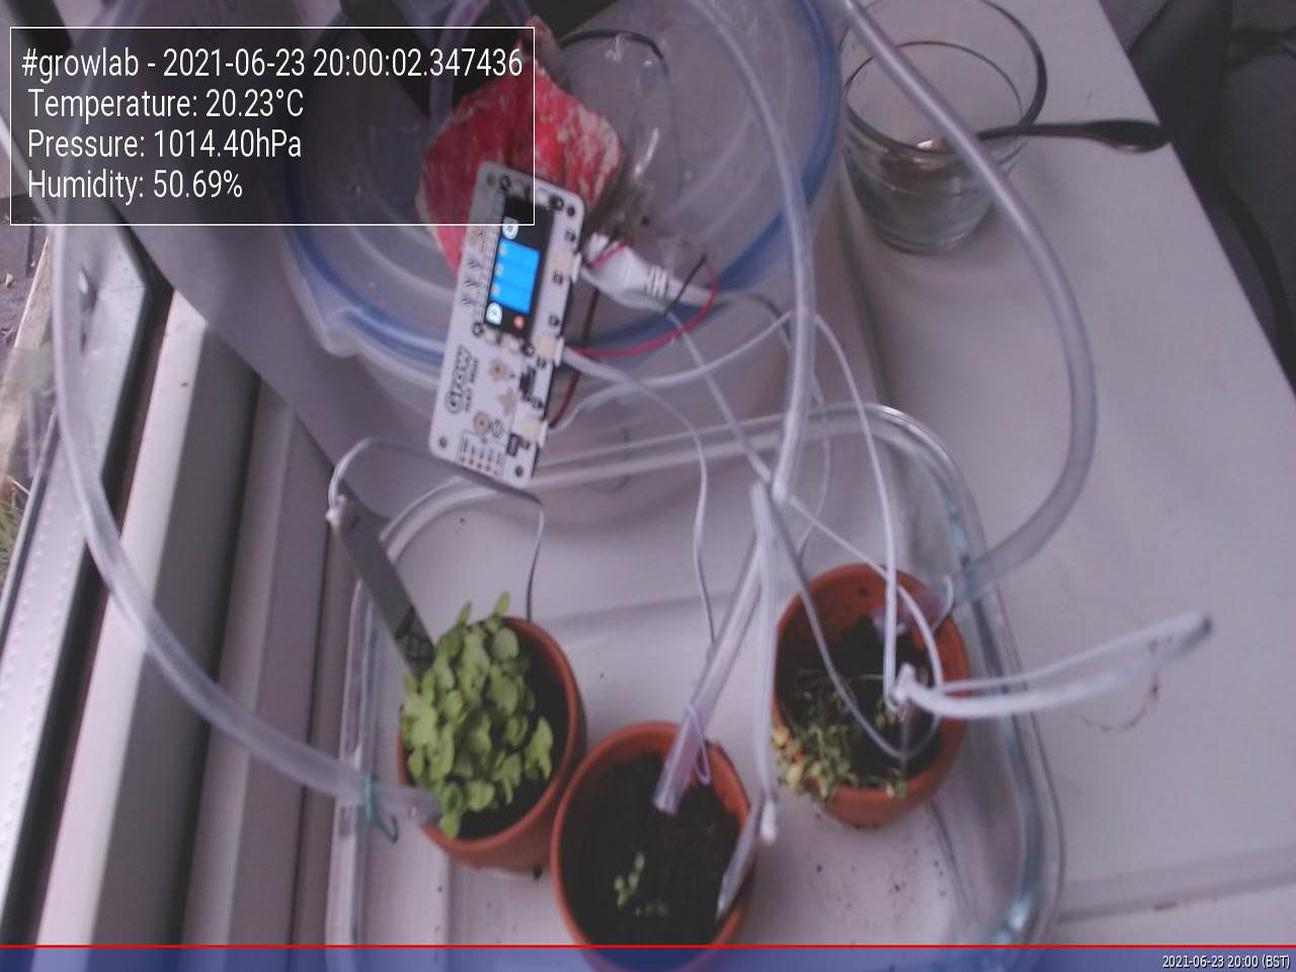 #growlab - 2021-06-23 20:00:02.347436
Temperature: 20.23°C
Pressure: 1014.40hPa
Humidity: 50.69%
GROW
2021-06-23 20:00 (BST)